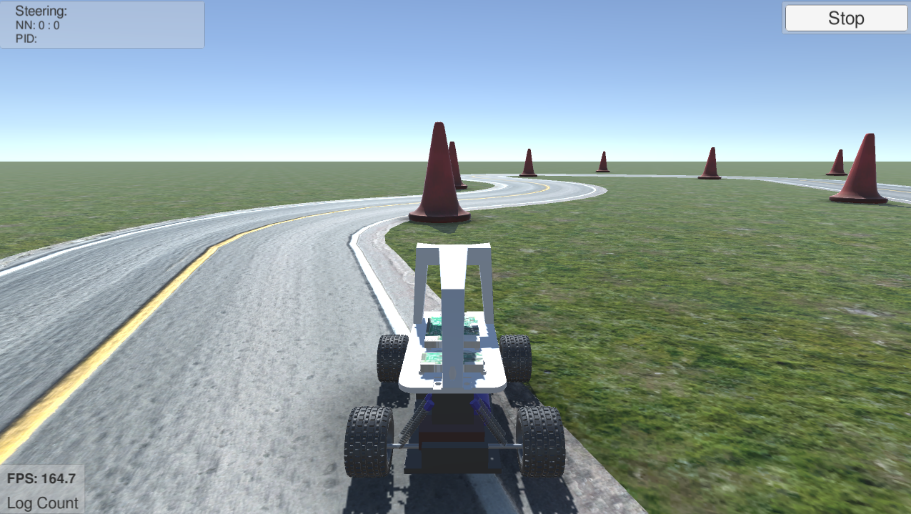 Steering:
NN: 0 : 0
PID:
Stop
FPS: 164.7
Log Count